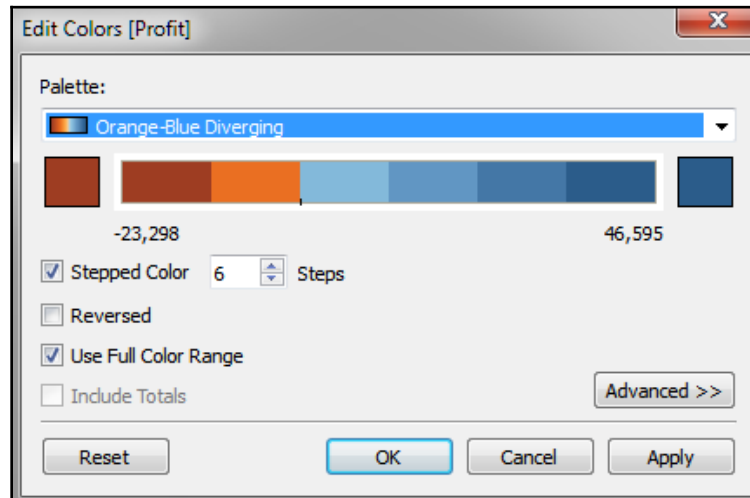 Edit Colors [Profit]
Palette:
Orange-Blue Diverging
-23,298 46,595
Stepped Color 6 Steps
Reversed
Use Full Color Range
Include Totals
Advanced >>
Reset OK Cancel Apply